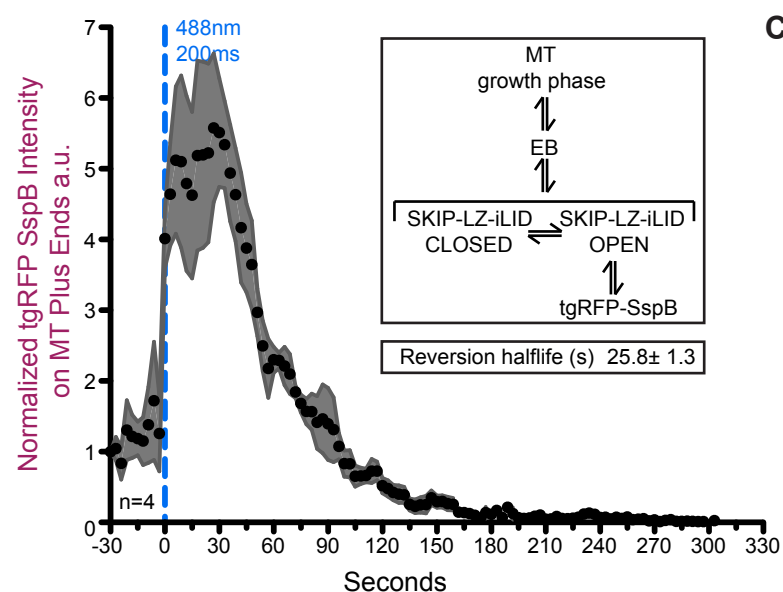 C
488nm
200ms
Normalized tgRFP SspB Intensity
on MT Plus Ends a.u.
7
6
5
4
3
2
1
0
n=4
-30 0 30 60 90 120 150 180 210 240 270 300 330
Seconds
MT
growth phase
EB
SKIP-LZ-iLID SKIP-LZ-iLID
CLOSED OPEN
tgRFP-SspB
Reversion halflife (s) 25.8± 1.3